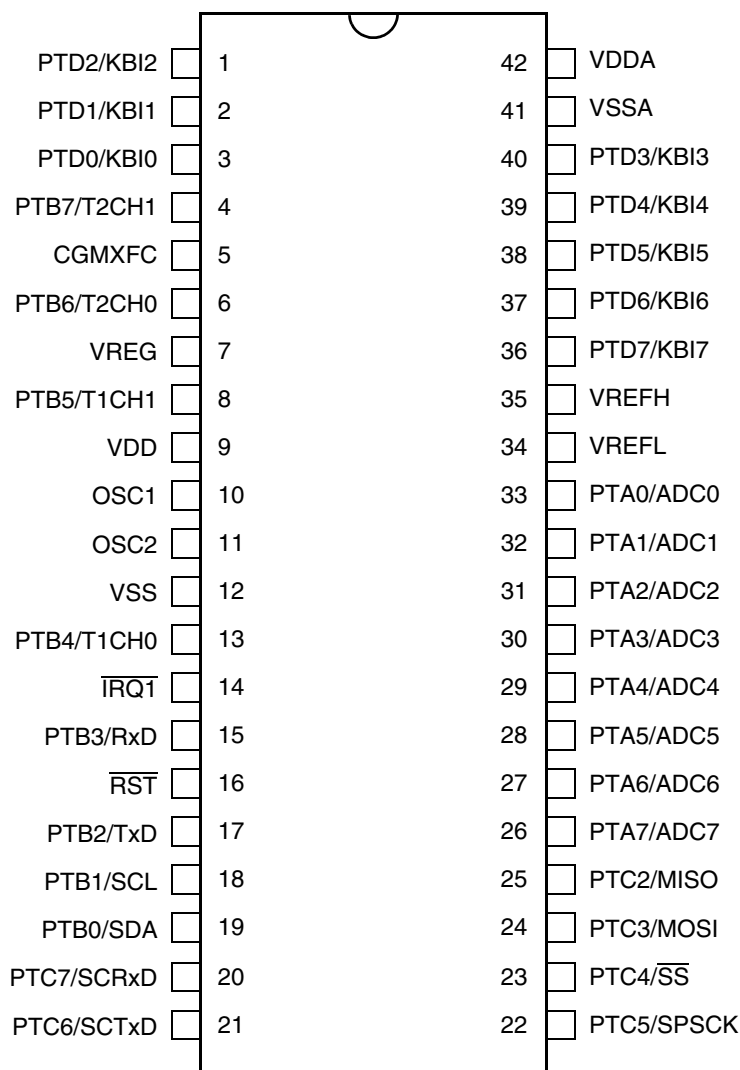 PTD2/KBI2 1 42 VDDA
PTD1/KBI1 2 41 VSSA
PTD0/KBI0 3 40 PTD3/KBI3
PTB7/T2CH1 4 39 PTD4/KBI4
CGMXFC 5 38 PTD5/KBI5
PTB6/T2CH0 6 37 PTD6/KBI6
VREG 7 36 PTD7/KBI7
PTB5/T1CH1 8 35 VREFH
VDD 9 34 VREFL
OSC1 10 33 PTA0/ADC0
OSC2 11 32 PTA1/ADC1
VSS 12 31 PTA2/ADC2
PTB4/T1CH0 13 30 PTA3/ADC3
I̅R̅Q̅1̅ 14 29 PTA4/ADC4
PTB3/RxD 15 28 PTA5/ADC5
R̅S̅T̅ 16 27 PTA6/ADC6
PTB2/TxD 17 26 PTA7/ADC7
PTB1/SCL 18 25 PTC2/MISO
PTB0/SDA 19 24 PTC3/MOSI
PTC7/SCRxD 20 23 PTC4/S̅S̅
PTC6/SCTxD 21 22 PTC5/SPSCK